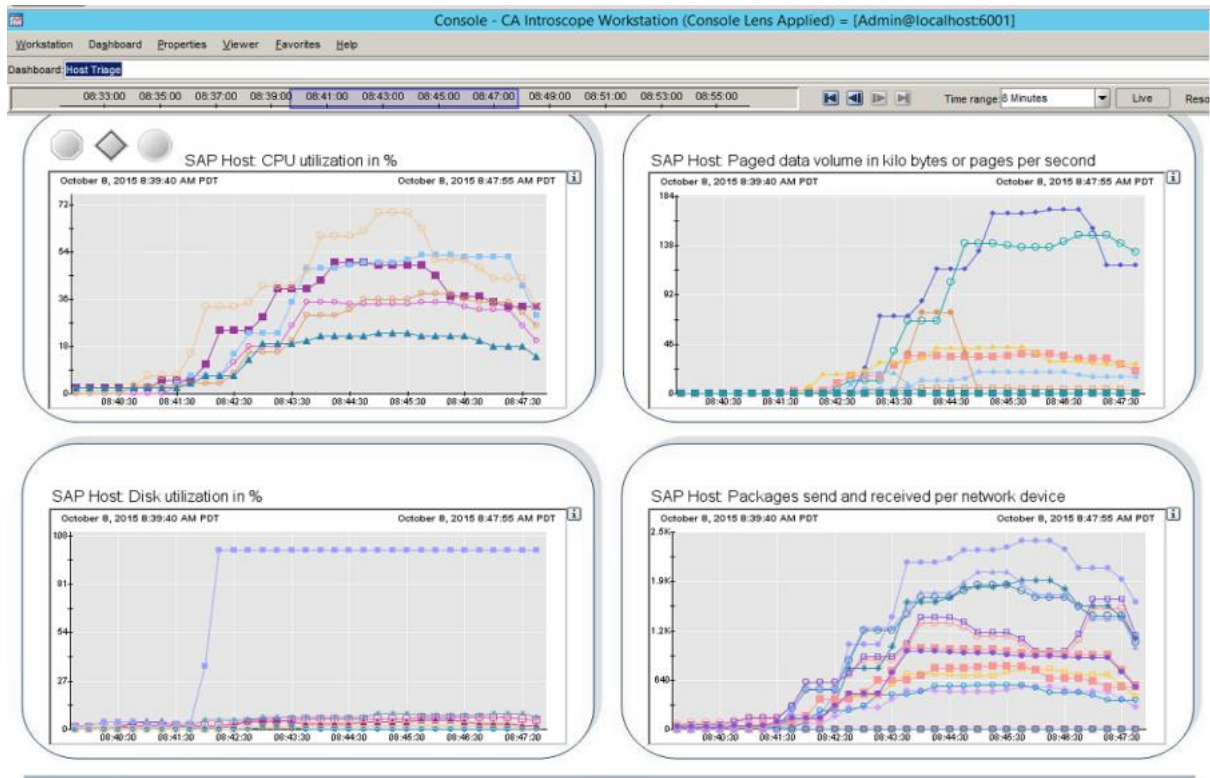 Console - CA Introscope Workstation (Console Lens Applied) = [Admin@localhost:6001]
Workstation Dashboard Properties Viewer Favorites Help
Dashboard: Host Triage
08:33:00 08:35:00 08:37:00 08:39:00 08:41:00 08:43:00 08:45:00 08:47:00 08:49:00 08:51:00 08:53:00 08:55:00 Time range: 8 Minutes Live Reso
SAP Host: CPU utilization in %
October 8, 2015 8:39:40 AM PDT October 8, 2015 8:47:55 AM PDT
72
54
36
18
0
08:40:30 08:41:30 08:42:30 08:43:30 08:44:30 08:45:30 08:46:30 08:47:30
SAP Host: Paged data volume in kilo bytes or pages per second
October 8, 2015 8:39:40 AM PDT October 8, 2015 8:47:55 AM PDT
184
138
92
46
0
08:40:30 08:41:30 08:42:30 08:43:30 08:44:30 08:45:30 08:46:30 08:47:30
SAP Host: Disk utilization in %
October 8, 2015 8:39:40 AM PDT October 8, 2015 8:47:55 AM PDT
108
81
54
27
0
08:40:30 08:41:30 08:42:30 08:43:30 08:44:30 08:45:30 08:46:30 08:47:30
SAP Host: Packages send and received per network device
October 8, 2015 8:39:40 AM PDT October 8, 2015 8:47:55 AM PDT
2.5K
1.9K
1.2K
640
0
08:40:30 08:41:30 08:42:30 08:43:30 08:44:30 08:45:30 08:46:30 08:47:30